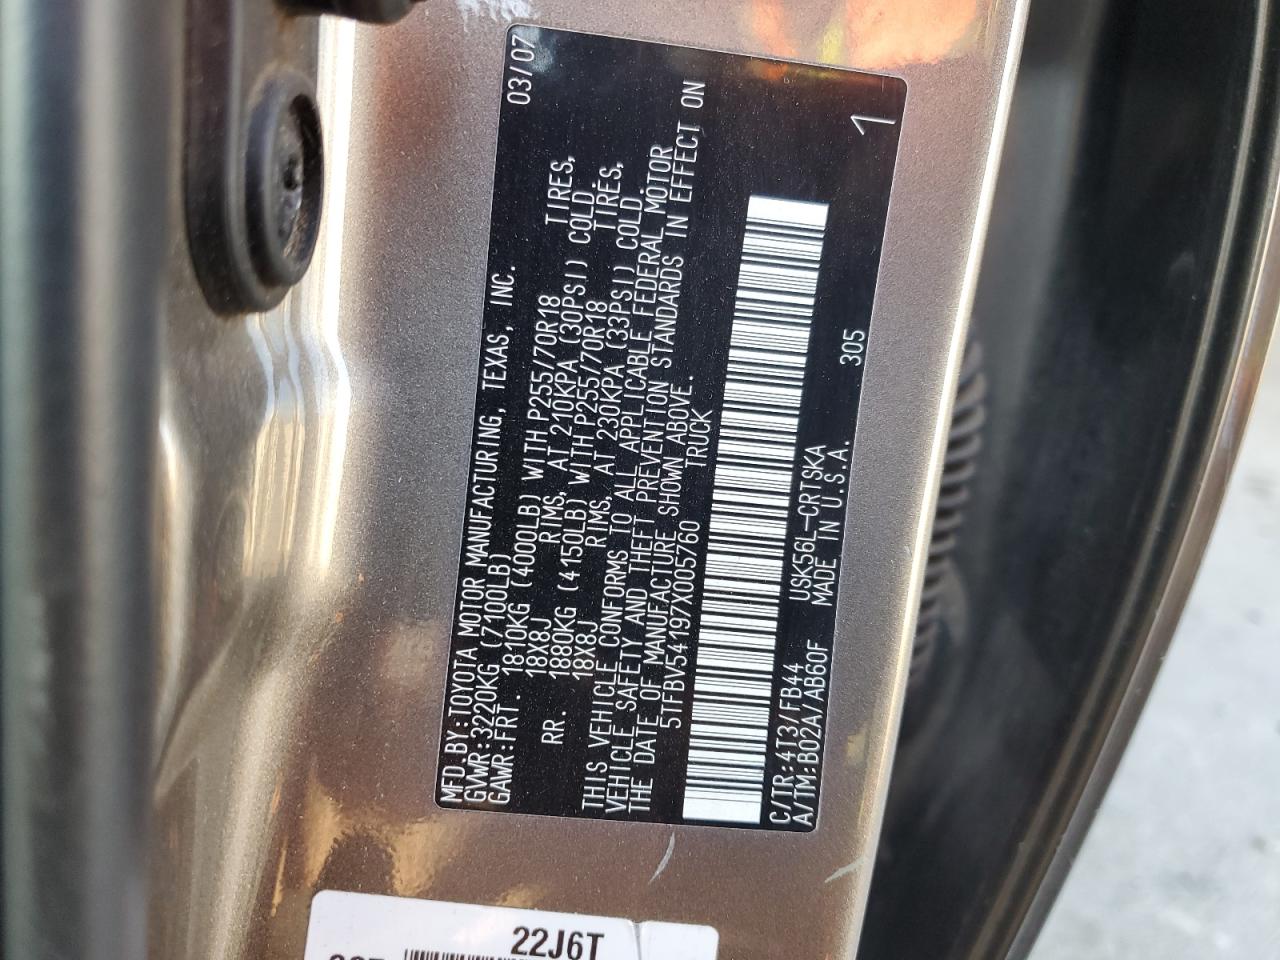 MFD.BY:TOYOTA MOTOR MANUFACTURING, TEXAS, INC. 03/07
GVWR:3220KG (7100LB)
GAWR:FRT. 1810KG (4000LB) WITH P255/70R18 TIRES,
18X8J RIMS, AT 210KPA (30PSI) COLD.
RR. 1880KG (4150LB) WITH P255/70R18 TIRES,
18X8J RIMS, AT 230KPA (33PSI) COLD.
THIS VEHICLE CONFORMS TO ALL APPLICABLE FEDERAL MOTOR
VEHICLE SAFETY AND THEFT PREVENTION STANDARDS IN EFFECT ON
THE DATE OF MANUFACTURE SHOWN ABOVE.
5TFBV54197X005760 TRUCK
C/TR:4T3/FB44 USK56L-CRTSKA 305 1
A/TM:B02A/AB60F MADE IN U.S.A.
22J6T